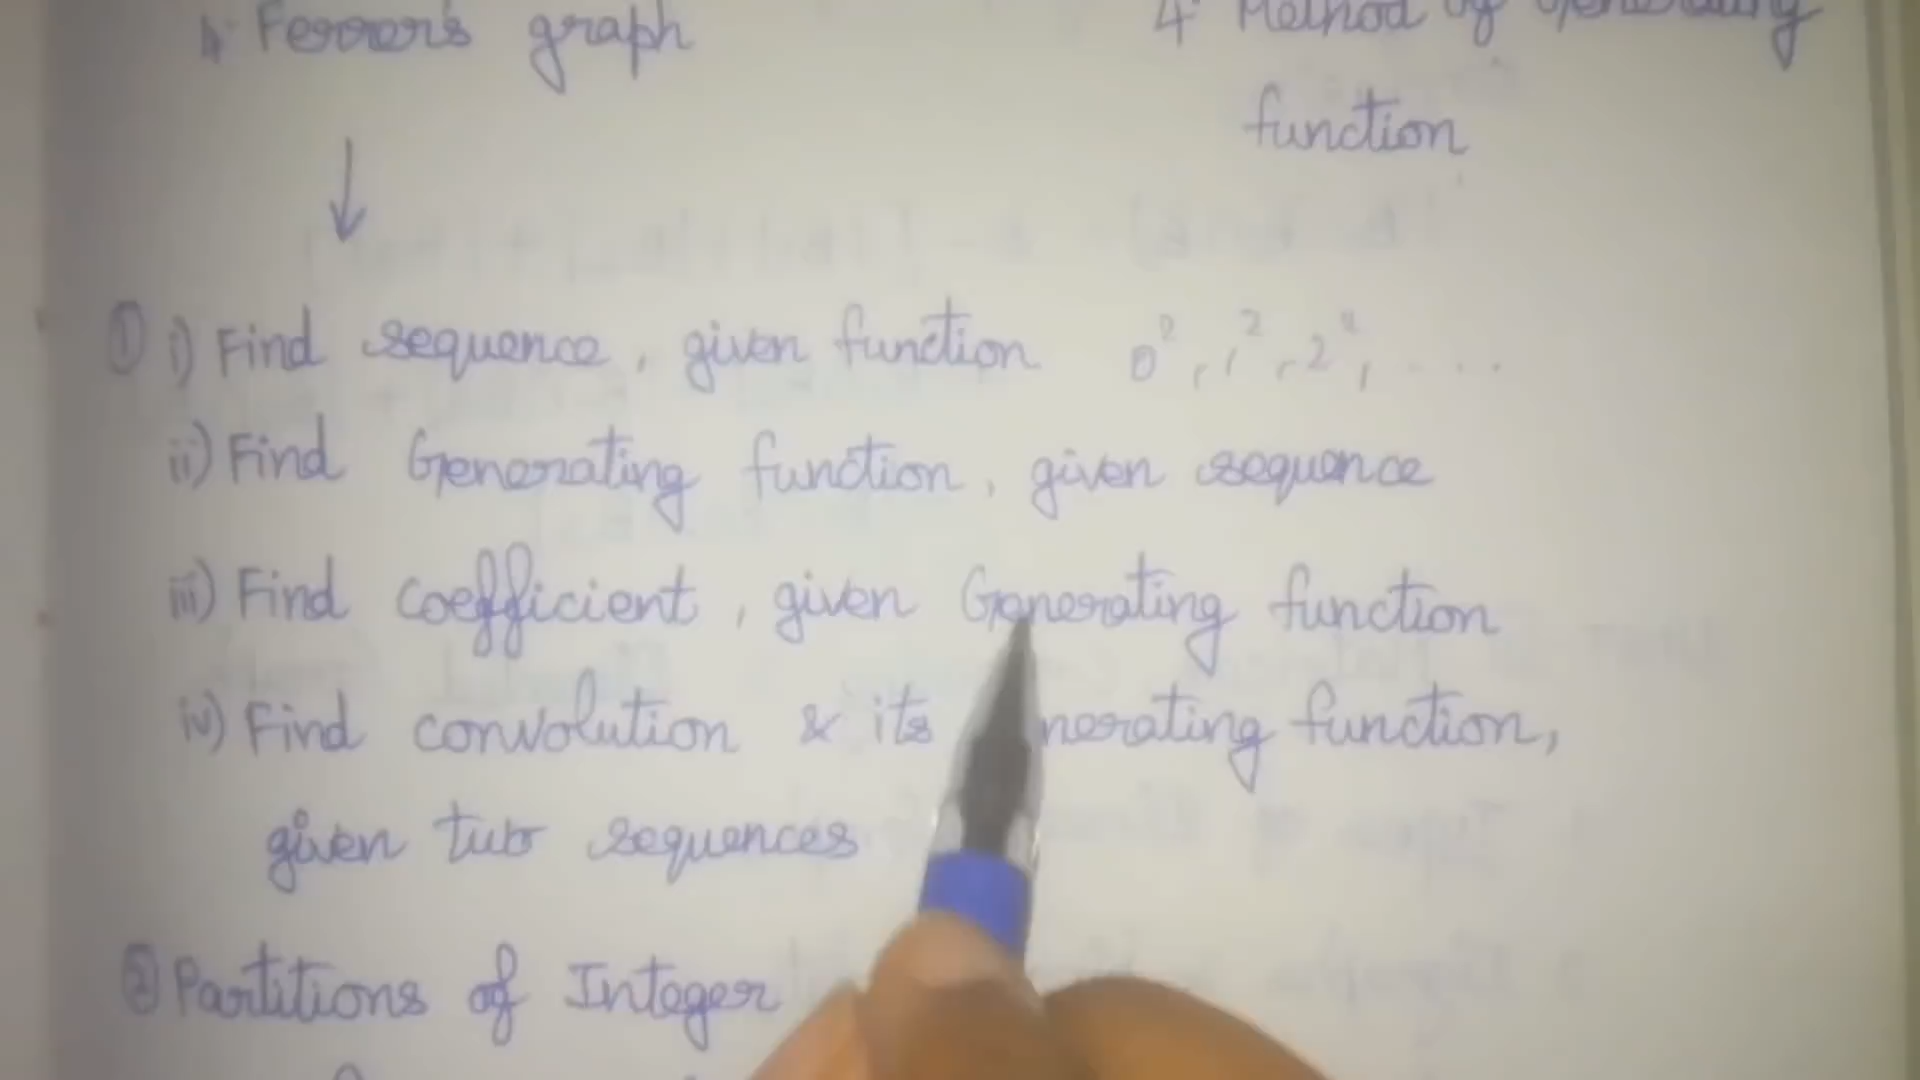 Ferrer's graph
4. Method of Generating
function
① i) Find sequence, given function 0², 1², 2², ....
ii) Find Generating function, given sequence
iii) Find coefficient, given Generating function
iv) Find convolution & its nerating function,
given two sequences
② Partitions of Integer